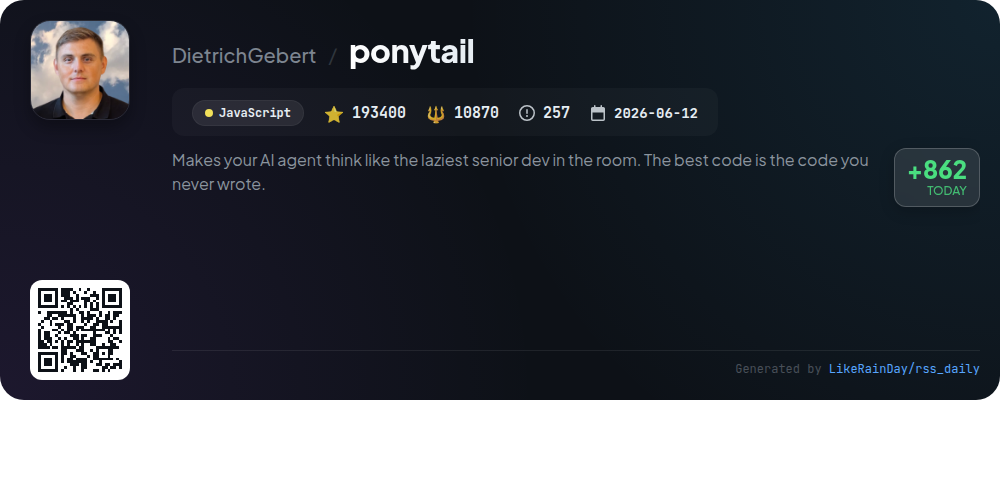 DietrichGebert / ponytail
JavaScript 193400 10870 257 2026-06-12
Makes your AI agent think like the laziest senior dev in the room. The best code is the code you
never wrote.
+862
TODAY
Generated by LikeRainDay/rss_daily